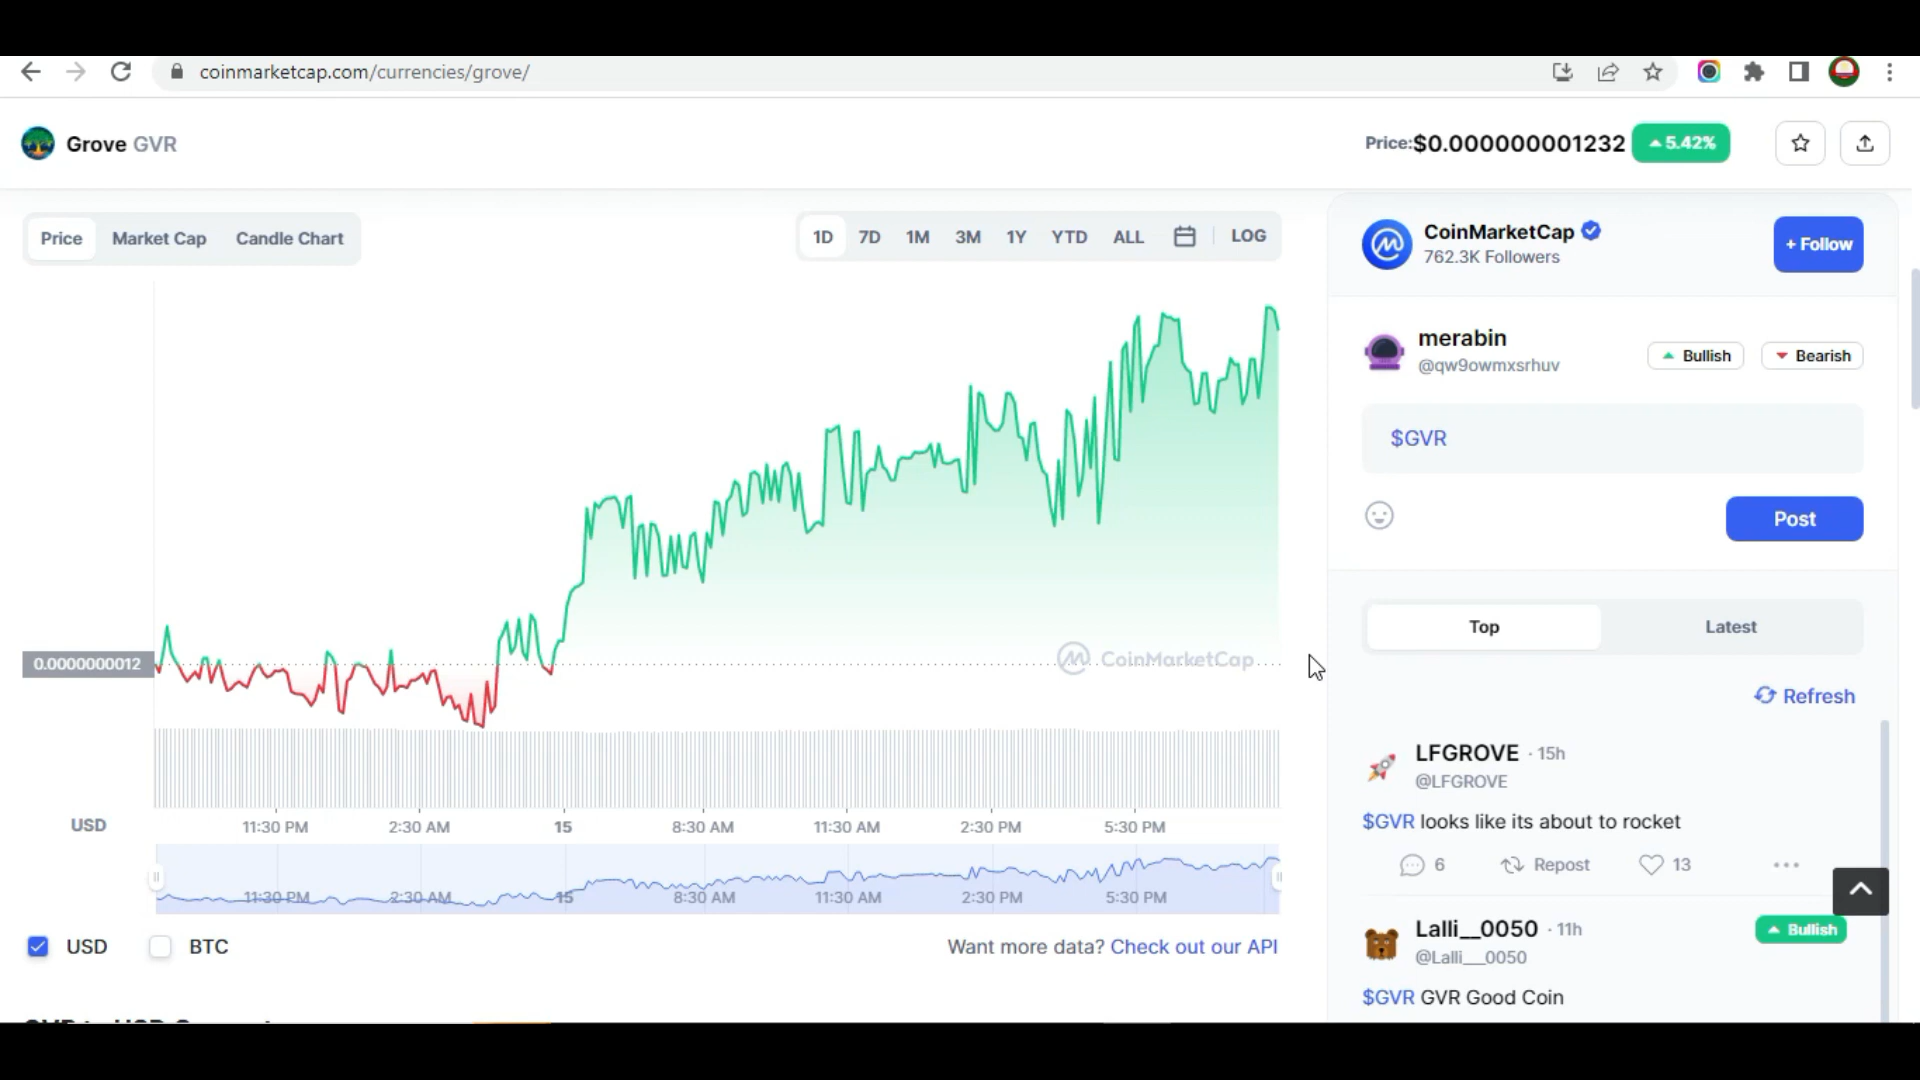 coinmarketcap.com/currencies/grove/
Grove GVR
Price:$0.000000001232 5.42%
Price Market Cap Candle Chart
1D 7D 1M 3M 1Y YTD ALL LOG
0.0000000012
CoinMarketCap
USD
11:30 PM 2:30 AM 15 8:30 AM 11:30 AM 2:30 PM 5:30 PM
11:30 PM 2:30 AM 15 8:30 AM 11:30 AM 2:30 PM 5:30 PM
USD BTC
Want more data? Check out our API
CoinMarketCap
762.3K Followers
+ Follow
merabin
@qw9owmxsrhuv
Bullish Bearish
$GVR
Post
Top Latest
Refresh
LFGROVE · 15h
@LFGROVE
$GVR looks like its about to rocket
6 Repost 13
Lalli__0050 · 11h
Bullish
@Lalli__0050
$GVR GVR Good Coin